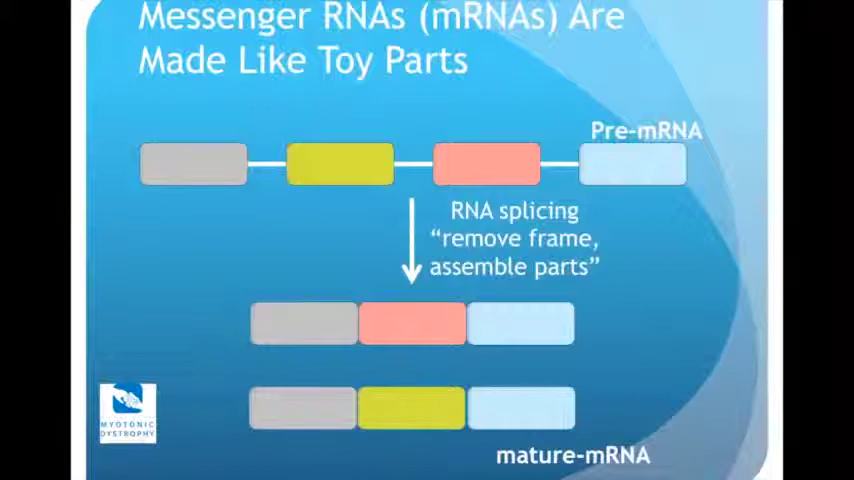 Messenger RNAs (mRNAs) Are
Made Like Toy Parts
Pre-mRNA
RNA splicing
“remove frame,
assemble parts”
MYOTONIC
DYSTROPHY
mature-mRNA